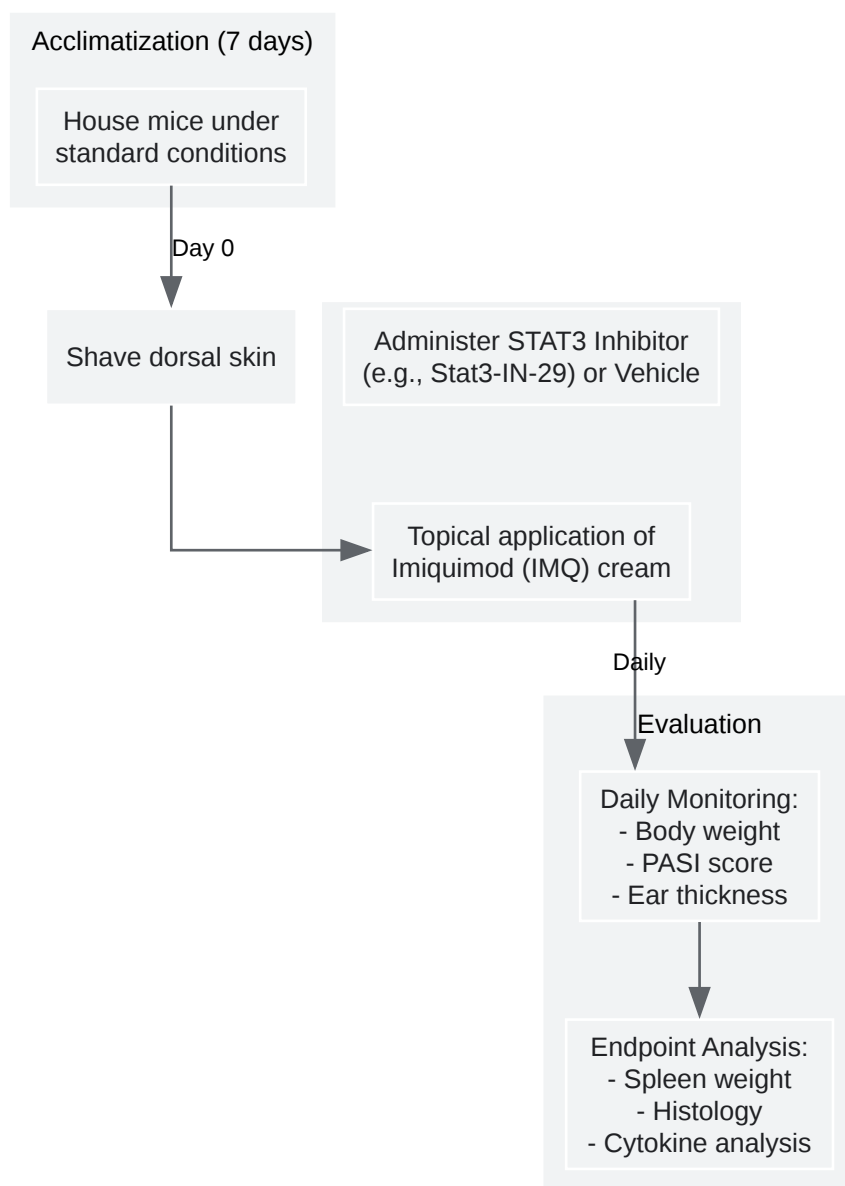 Acclimatization (7 days)
House mice under
standard conditions
Day 0
Shave dorsal skin
Administer STAT3 Inhibitor
(e.g., Stat3-IN-29) or Vehicle
Topical application of
Imiquimod (IMQ) cream
Daily
Evaluation
Daily Monitoring:
- Body weight
- PASI score
- Ear thickness
Endpoint Analysis:
- Spleen weight
- Histology
- Cytokine analysis